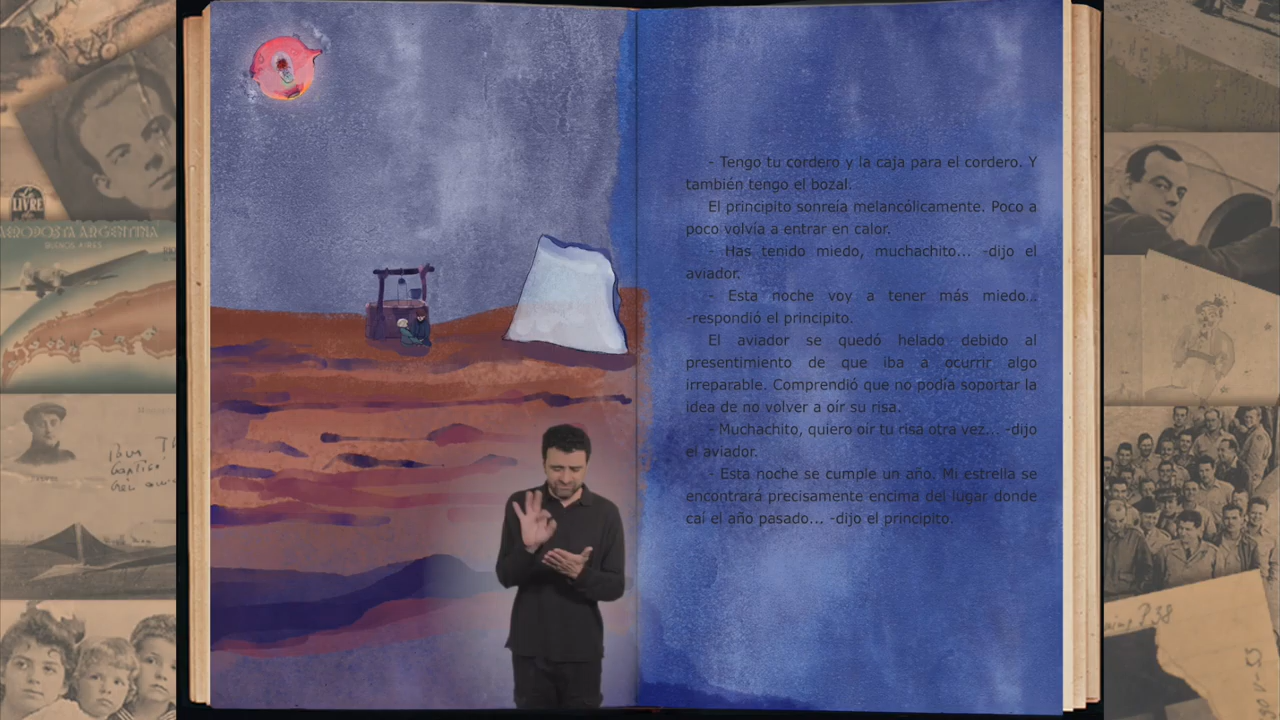 LIVRE
AEROPOSTA ARGENTINA
BUENOS AIRES
- Tengo tu cordero y la caja para el cordero. Y
también tengo el bozal.
El principito sonreía melancólicamente. Poco a
poco volvía a entrar en calor.
- Has tenido miedo, muchachito... -dijo el
aviador.
- Esta noche voy a tener más miedo...
-respondió el principito.
El aviador se quedó helado debido al
presentimiento de que iba a ocurrir algo
irreparable. Comprendió que no podía soportar la
idea de no volver a oír su risa.
- Muchachito, quiero oír tu risa otra vez... -dijo
el aviador.
- Esta noche se cumple un año. Mi estrella se
encontrará precisamente encima del lugar donde
caí el año pasado... -dijo el principito.
P38